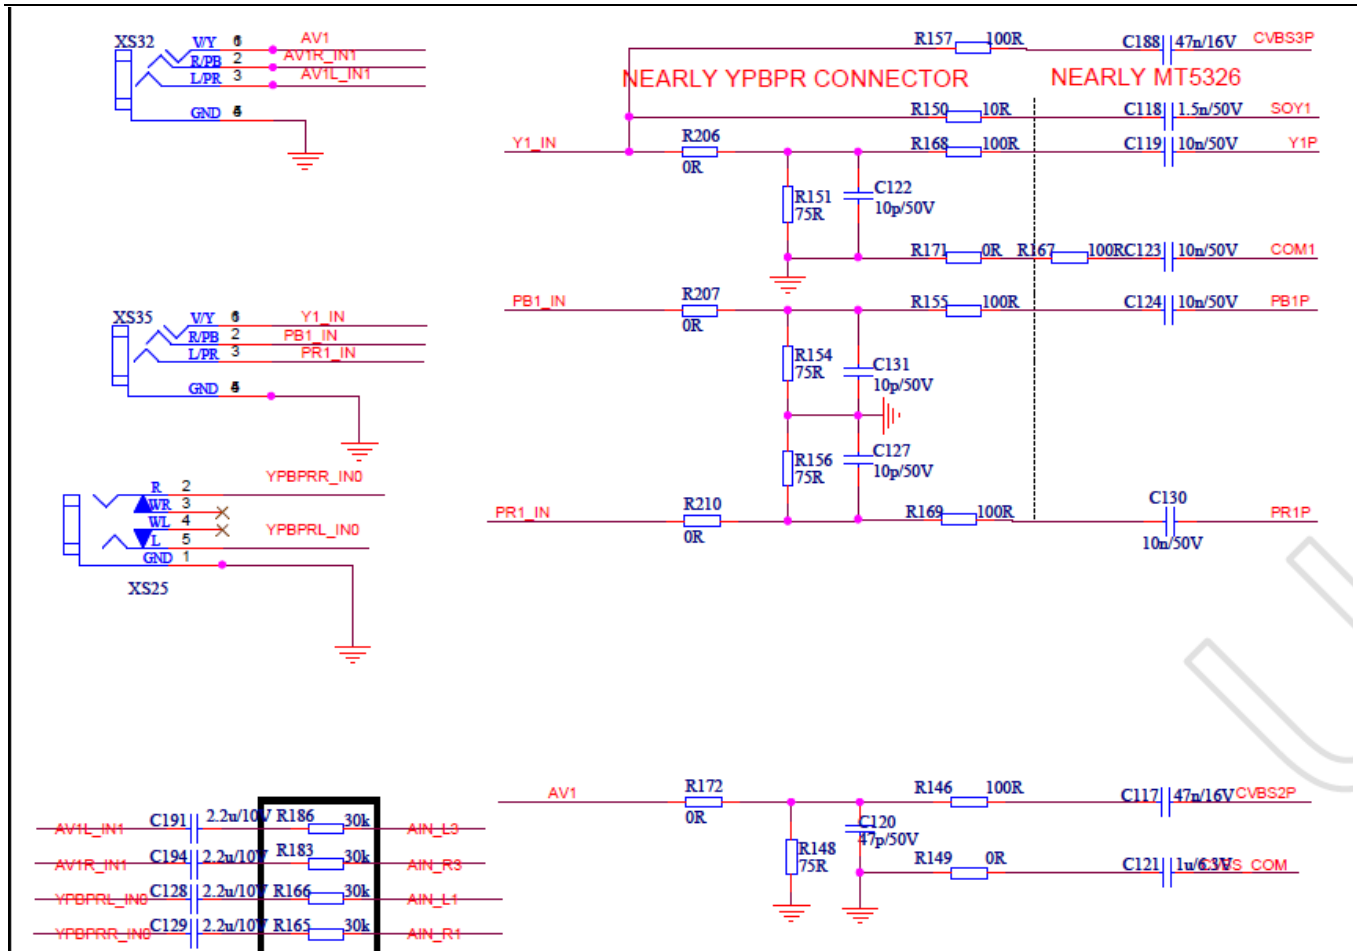 XS32
V/Y 6 AV1
R/PB 2 AV1R_IN1
L/PR 3 AV1L_IN1
GND
R157 100R C188 47n/16V CVBS3P
NEARLY YPBPR CONNECTOR NEARLY MT5326
R150 10R C118 1.5n/50V SOY1
Y1_IN R206 0R R168 100R C119 10n/50V Y1P
R151 75R C122 10p/50V
R171 0R R167 100R C123 10n/50V COM1
PB1_IN R207 0R R155 100R C124 10n/50V PB1P
XS35
V/Y 6 Y1_IN
R/PB 2 PB1_IN
L/PR 3 PR1_IN
GND
R154 75R C131 10p/50V
R156 75R C127 10p/50V
PR1_IN R210 0R R169 100R C130 10n/50V PR1P
R 2 YPBPRR_IN0
WR 3
WL 4
L 5 YPBPRL_IN0
GND 1
XS25
AV1 R172 0R R146 100R C117 47n/16V CVBS2P
R148 75R C120 47p/50V
R149 0R C121 1u/6.3V CVBS_COM
AV1L_IN1 C191 2.2u/10V R186 30k AIN_L3
AV1R_IN1 C194 2.2u/10V R183 30k AIN_R3
YPBPRL_IN0 C128 2.2u/10V R166 30k AIN_L1
YPBPRR_IN0 C129 2.2u/10V R165 30k AIN_R1